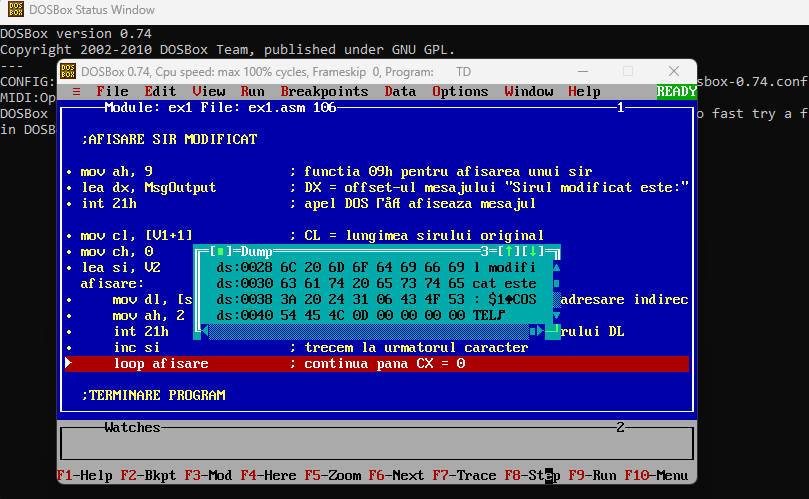 DOSBox Status Window
DOSBox version 0.74
Copyright 2002-2010 DOSBox Team, published under GNU GPL.
---
CONFIG:
sbox-0.74.conf
MIDI:Op
DOSBox
o fast try a f
in DOSB
DOSBox 0.74, Cpu speed: max 100% cycles, Frameskip 0, Program: TD
≡ File Edit View Run Breakpoints Data Options Window Help READY
Module: ex1 File: ex1.asm 106 1
;AFISARE SIR MODIFICAT
mov ah, 9 ; functia 09h pentru afisarea unui sir
lea dx, MsgOutput ; DX = offset-ul mesajului "Sirul modificat este:"
int 21h ; apel DOS afiseaza mesajul
mov cl, [V1+1] ; CL = lungimea sirului original
mov ch, 0
lea si, V2
afisare:
mov dl, [s
adresare indirec
mov ah, 2
int 21h
rului DL
inc si ; trecem la urmatorul caracter
loop afisare ; continua pana CX = 0
;TERMINARE PROGRAM
[■]=Dump 3=[↑][↓]
ds:0028 6C 20 6D 6F 64 69 66 69 l modifi
ds:0030 63 61 74 20 65 73 74 65 cat este
ds:0038 3A 20 24 31 06 43 4F 53 : $1♠COS
ds:0040 54 45 4C 0D 00 00 00 00 TEL♪
Watches 2
F1-Help F2-Bkpt F3-Mod F4-Here F5-Zoom F6-Next F7-Trace F8-Step F9-Run F10-Menu